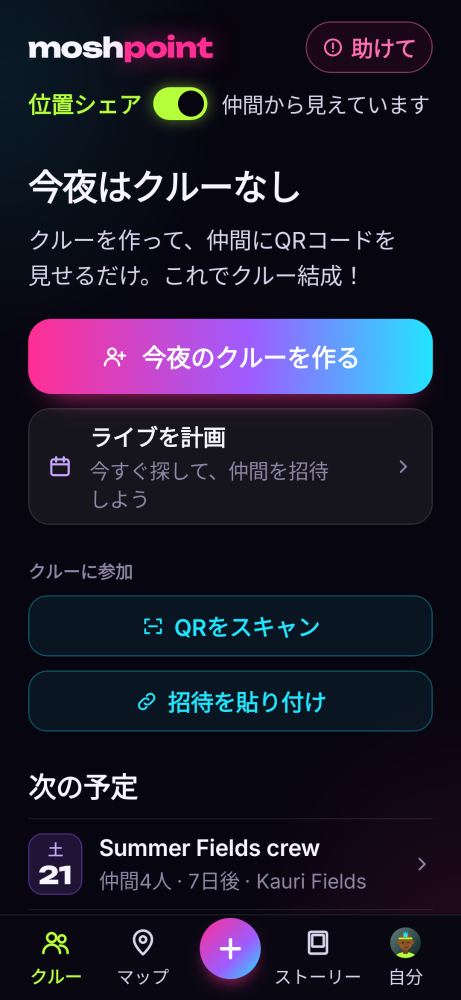 moshpoint
助けて
位置シェア
仲間から見えています
今夜はクルーなし
クルーを作って、仲間にQRコードを
見せるだけ。これでクルー結成！
今夜のクルーを作る
ライブを計画
今すぐ探して、仲間を招待
しよう
クルーに参加
QRをスキャン
招待を貼り付け
次の予定
土
21
Summer Fields crew
仲間4人 · 7日後 · Kauri Fields
クルー
マップ
ストーリー
自分